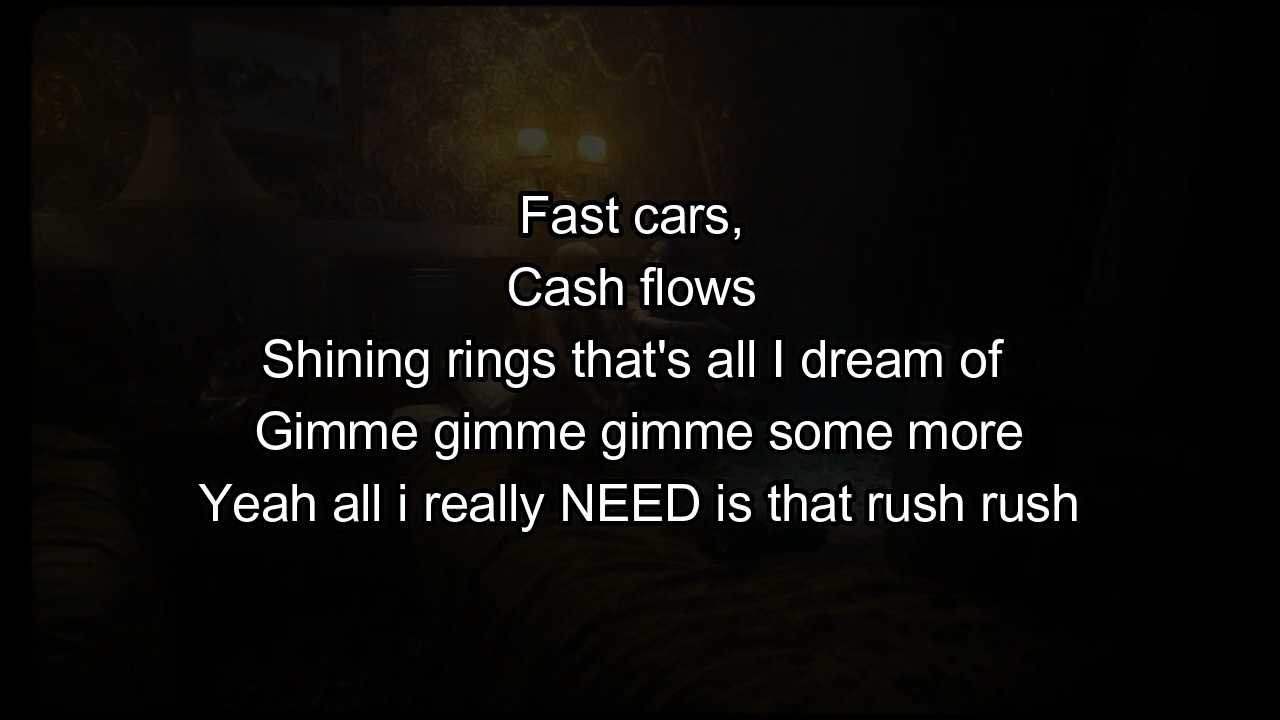 Fast cars,
Cash flows
Shining rings that's all I dream of
Gimme gimme gimme some more
Yeah all i really NEED is that rush rush